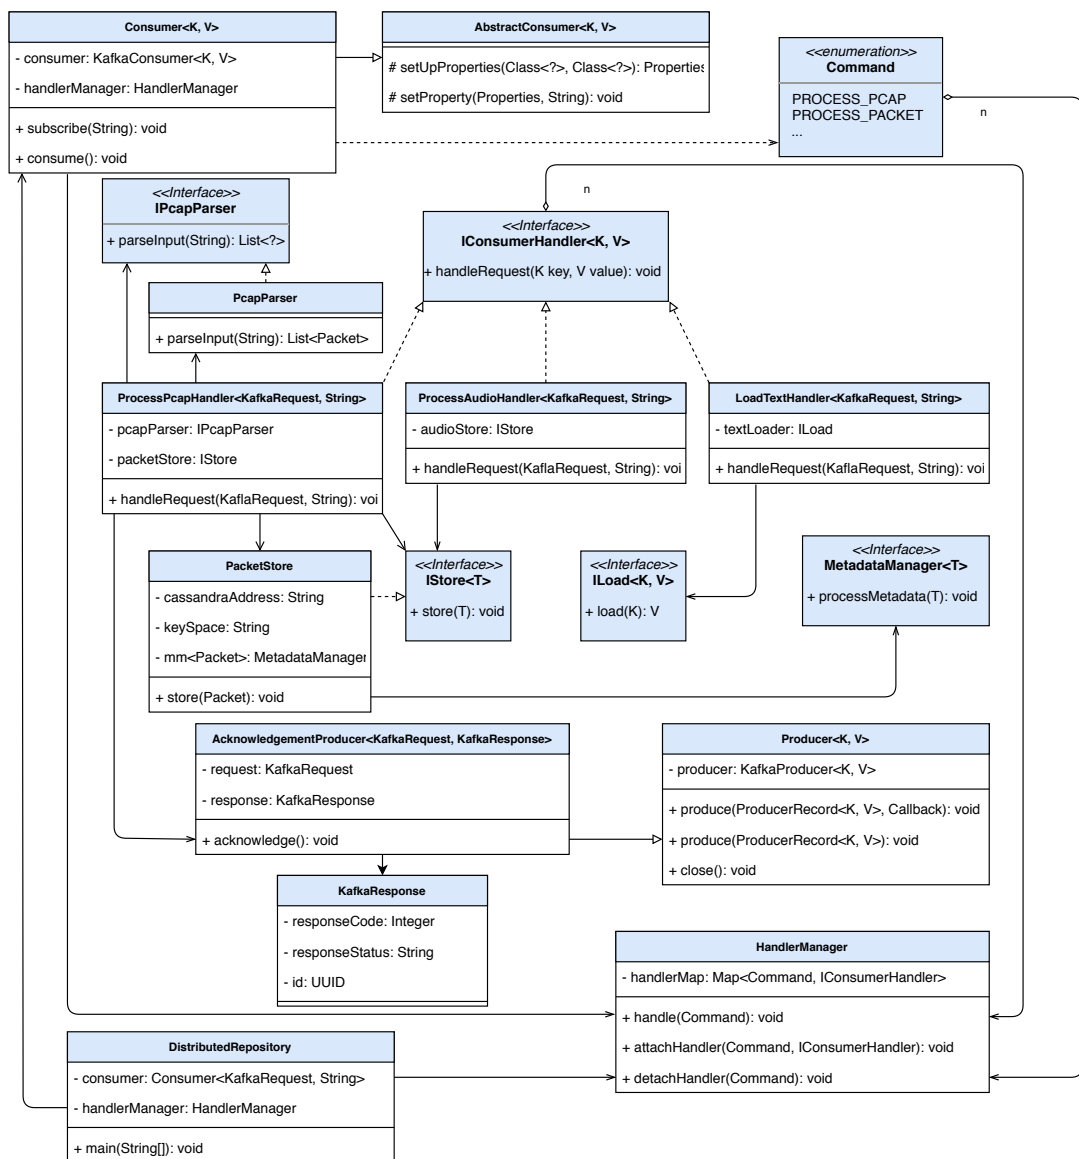 Consumer<K, V>
- consumer: KafkaConsumer<K, V>
- handlerManager: HandlerManager
+ subscribe(String): void
+ consume(): void
AbstractConsumer<K, V>
# setUpProperties(Class<?>, Class<?>): Properties
# setProperty(Properties, String): void
<<enumeration>>
Command
PROCESS_PCAP
PROCESS_PACKET
...
n
<<Interface>>
IPcapParser
+ parseInput(String): List<?>
n
<<Interface>>
IConsumerHandler<K, V>
+ handleRequest(K key, V value): void
PcapParser
+ parseInput(String): List<Packet>
ProcessPcapHandler<KafkaRequest, String>
- pcapParser: IPcapParser
- packetStore: IStore
+ handleRequest(KaflaRequest, String): voi
ProcessAudioHandler<KafkaRequest, String>
- audioStore: IStore
+ handleRequest(KaflaRequest, String): voi
LoadTextHandler<KafkaRequest, String>
- textLoader: ILoad
+ handleRequest(KaflaRequest, String): voi
PacketStore
- cassandraAddress: String
- keySpace: String
- mm<Packet>: MetadataManager
+ store(Packet): void
<<Interface>>
IStore<T>
+ store(T): void
<<Interface>>
ILoad<K, V>
+ load(K): V
<<Interface>>
MetadataManager<T>
+ processMetadata(T): void
AcknowledgementProducer<KafkaRequest, KafkaResponse>
- request: KafkaRequest
- response: KafkaResponse
+ acknowledge(): void
Producer<K, V>
- producer: KafkaProducer<K, V>
+ produce(ProducerRecord<K, V>, Callback): void
+ produce(ProducerRecord<K, V>): void
+ close(): void
KafkaResponse
- responseCode: Integer
- responseStatus: String
- id: UUID
HandlerManager
- handlerMap: Map<Command, IConsumerHandler>
+ handle(Command): void
+ attachHandler(Command, IConsumerHandler): void
+ detachHandler(Command): void
DistributedRepository
- consumer: Consumer<KafkaRequest, String>
- handlerManager: HandlerManager
+ main(String[]): void